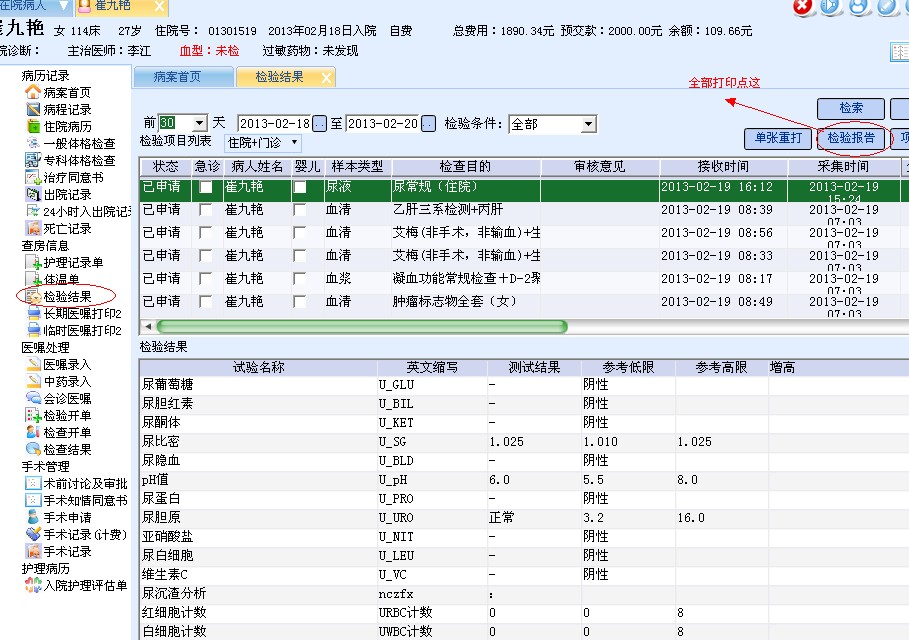 在院病人 崔九艳
崔九艳 女 114床 27岁 住院号： 01301519 2013年02月18日入院 自费 总费用：1890.34元 预交款：2000.00元 余额：109.66元
院诊断： 主治医师：李江 血型：未检 过敏药物：未发现
病历记录
病案首页
病程记录
住院病历
一般体格检查
专科体格检查
治疗同意书
出院记录
24小时入出院记
死亡记录
查房信息
护理记录单
体温单
检验结果
长期医嘱打印2
临时医嘱打印2
医嘱处理
医嘱录入
中药录入
会诊医嘱
检验开单
检查开单
检查结果
手术管理
术前讨论及审批
手术知情同意书
手术申请
手术记录(计费)
手术记录
护理病历
入院护理评估单
病案首页 检验结果
全部打印点这
前 30 天 2013-02-18 .. 至 2013-02-20 .. 检验条件： 全部 检索
检验项目列表 住院+门诊 单张重打 检验报告 项
状态 急诊 病人姓名 婴儿 样本类型 检查目的 审核意见 接收时间 采集时间
已申请 崔九艳 尿液 尿常规（住院） 2013-02-19 16:12 2013-02-19 15:24
已申请 崔九艳 血清 乙肝三系检测+丙肝 2013-02-19 08:39 2013-02-19 07:03
已申请 崔九艳 血清 艾梅(非手术，非输血)+生 2013-02-19 08:56 2013-02-19 07:03
已申请 崔九艳 血清 艾梅(非手术，非输血)+生 2013-02-19 08:33 2013-02-19 07:03
已申请 崔九艳 血浆 凝血功能常规检查＋D-2聚 2013-02-19 08:17 2013-02-19 07:03
已申请 崔九艳 血清 肿瘤标志物全套（女） 2013-02-19 08:49 2013-02-19 07:03
检验结果
试验名称 英文缩写 测试结果 参考低限 参考高限 增高
尿葡萄糖 U_GLU - 阴性
尿胆红素 U_BIL - 阴性
尿酮体 U_KET - 阴性
尿比密 U_SG 1.025 1.010 1.025
尿隐血 U_BLD - 阴性
pH值 U_pH 6.0 5.5 8.0
尿蛋白 U_PRO - 阴性
尿胆原 U_URO 正常 3.2 16.0
亚硝酸盐 U_NIT - 阴性
尿白细胞 U_LEU - 阴性
维生素C U_VC - 阴性
尿沉渣分析 nczfx :
红细胞计数 URBC计数 0 0 8
白细胞计数 UWBC计数 0 0 8